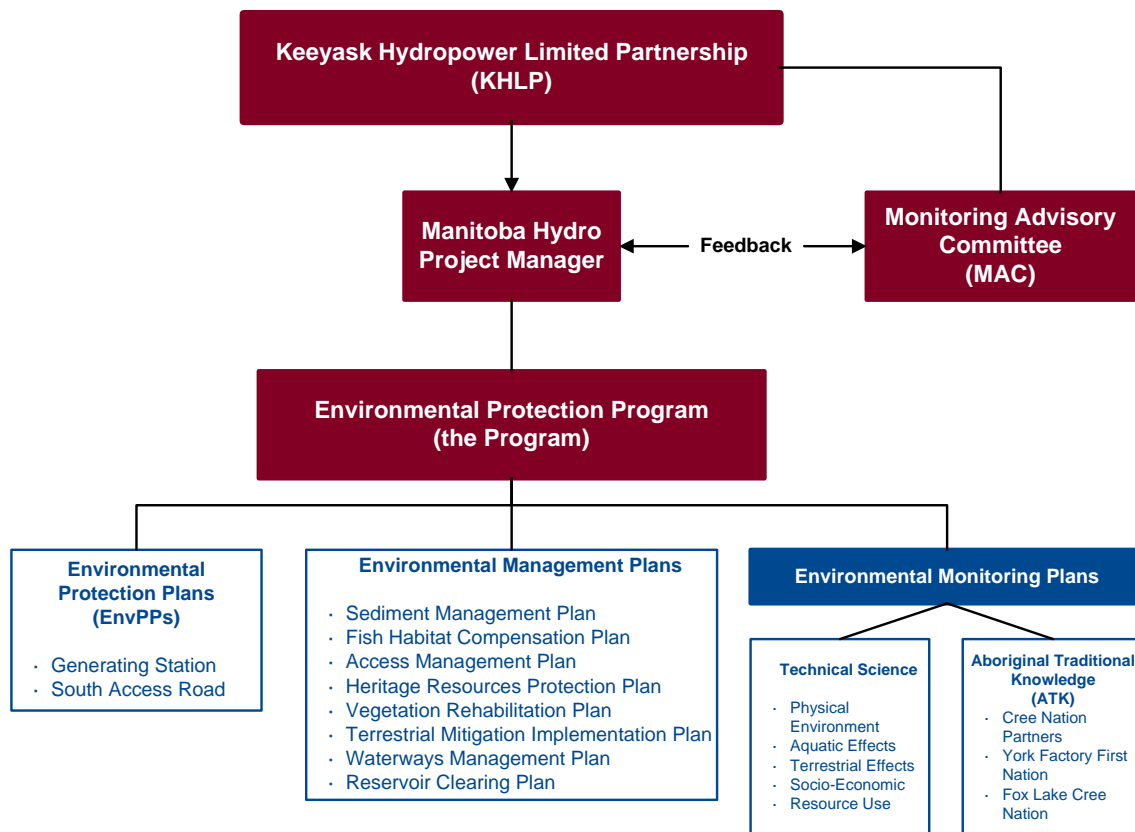 Keeyask Hydropower Limited Partnership
(KHLP)
Manitoba Hydro
Project Manager
Feedback
Monitoring Advisory
Committee
(MAC)
Environmental Protection Program
(the Program)
Environmental
Protection Plans
(EnvPPs)
· Generating Station
· South Access Road
Environmental Management Plans
· Sediment Management Plan
· Fish Habitat Compensation Plan
· Access Management Plan
· Heritage Resources Protection Plan
· Vegetation Rehabilitation Plan
· Terrestrial Mitigation Implementation Plan
· Waterways Management Plan
· Reservoir Clearing Plan
Environmental Monitoring Plans
Technical Science
· Physical
Environment
· Aquatic Effects
· Terrestrial Effects
· Socio-Economic
· Resource Use
Aboriginal Traditional
Knowledge
(ATK)
· Cree Nation
Partners
· York Factory First
Nation
· Fox Lake Cree
Nation